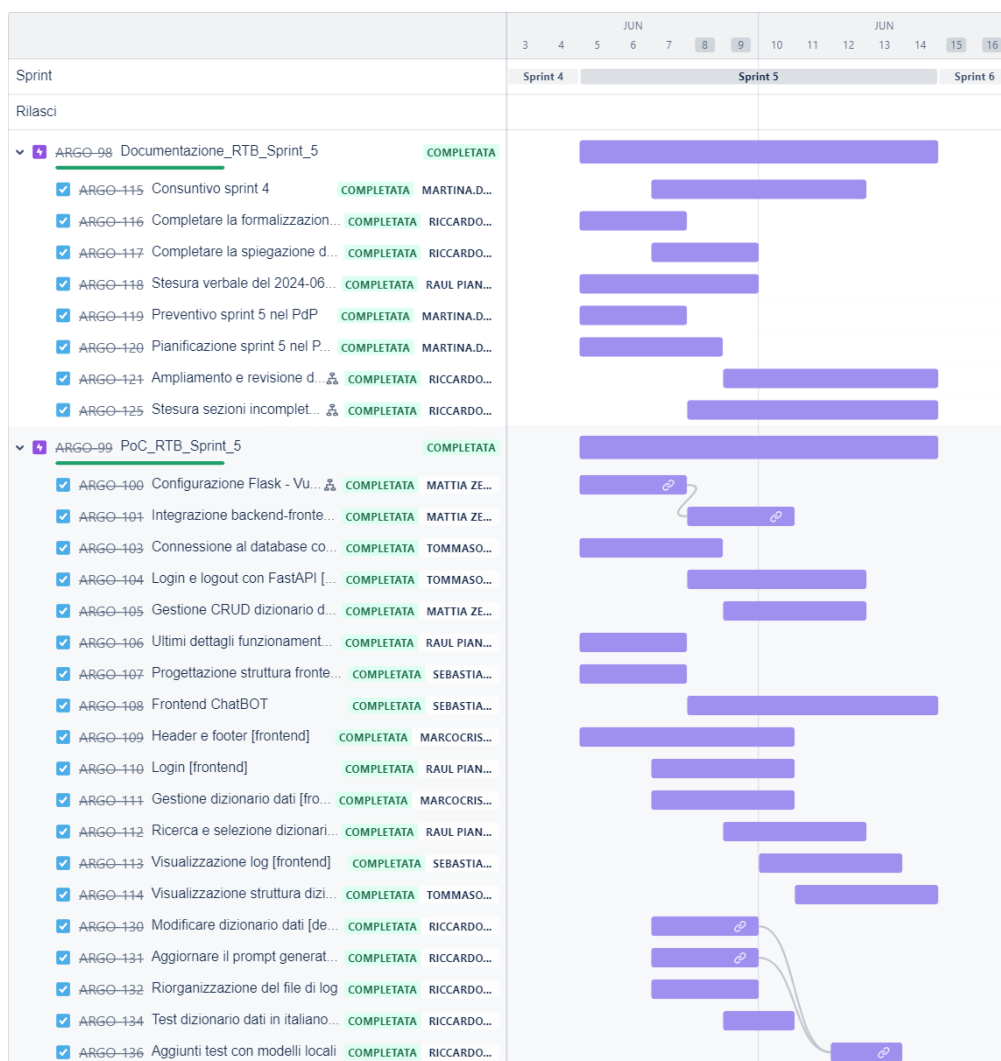 JUN JUN
3 4 5 6 7 8 9 10 11 12 13 14 15 16
Sprint Sprint 4 Sprint 5 Sprint 6
Rilasci
ARGO-98 Documentazione_RTB_Sprint_5 COMPLETATA
ARGO-115 Consuntivo sprint 4 COMPLETATA MARTINA.D...
ARGO-116 Completare la formalizzazion... COMPLETATA RICCARDO...
ARGO-117 Completare la spiegazione d... COMPLETATA RICCARDO...
ARGO-118 Stesura verbale del 2024-06... COMPLETATA RAUL PIAN...
ARGO-119 Preventivo sprint 5 nel PdP COMPLETATA MARTINA.D...
ARGO-120 Pianificazione sprint 5 nel P... COMPLETATA MARTINA.D...
ARGO-121 Ampliamento e revisione d... COMPLETATA RICCARDO...
ARGO-125 Stesura sezioni incomplet... COMPLETATA RICCARDO...
ARGO-99 PoC_RTB_Sprint_5 COMPLETATA
ARGO-100 Configurazione Flask - Vu... COMPLETATA MATTIA ZE...
ARGO-101 Integrazione backend-fronte... COMPLETATA MATTIA ZE...
ARGO-103 Connessione al database co... COMPLETATA TOMMASO...
ARGO-104 Login e logout con FastAPI [... COMPLETATA TOMMASO...
ARGO-105 Gestione CRUD dizionario d... COMPLETATA MATTIA ZE...
ARGO-106 Ultimi dettagli funzionament... COMPLETATA RAUL PIAN...
ARGO-107 Progettazione struttura fronte... COMPLETATA SEBASTIA...
ARGO-108 Frontend ChatBOT COMPLETATA SEBASTIA...
ARGO-109 Header e footer [frontend] COMPLETATA MARCOCRIS...
ARGO-110 Login [frontend] COMPLETATA RAUL PIAN...
ARGO-111 Gestione dizionario dati [fro... COMPLETATA MARCOCRIS...
ARGO-112 Ricerca e selezione dizionari... COMPLETATA RAUL PIAN...
ARGO-113 Visualizzazione log [frontend] COMPLETATA SEBASTIA...
ARGO-114 Visualizzazione struttura dizi... COMPLETATA TOMMASO...
ARGO-130 Modificare dizionario dati [de... COMPLETATA RICCARDO...
ARGO-131 Aggiornare il prompt generat... COMPLETATA RICCARDO...
ARGO-132 Riorganizzazione del file di log COMPLETATA RICCARDO...
ARGO-134 Test dizionario dati in italiano... COMPLETATA RICCARDO...
ARGO-136 Aggiunti test con modelli locali COMPLETATA RICCARDO...